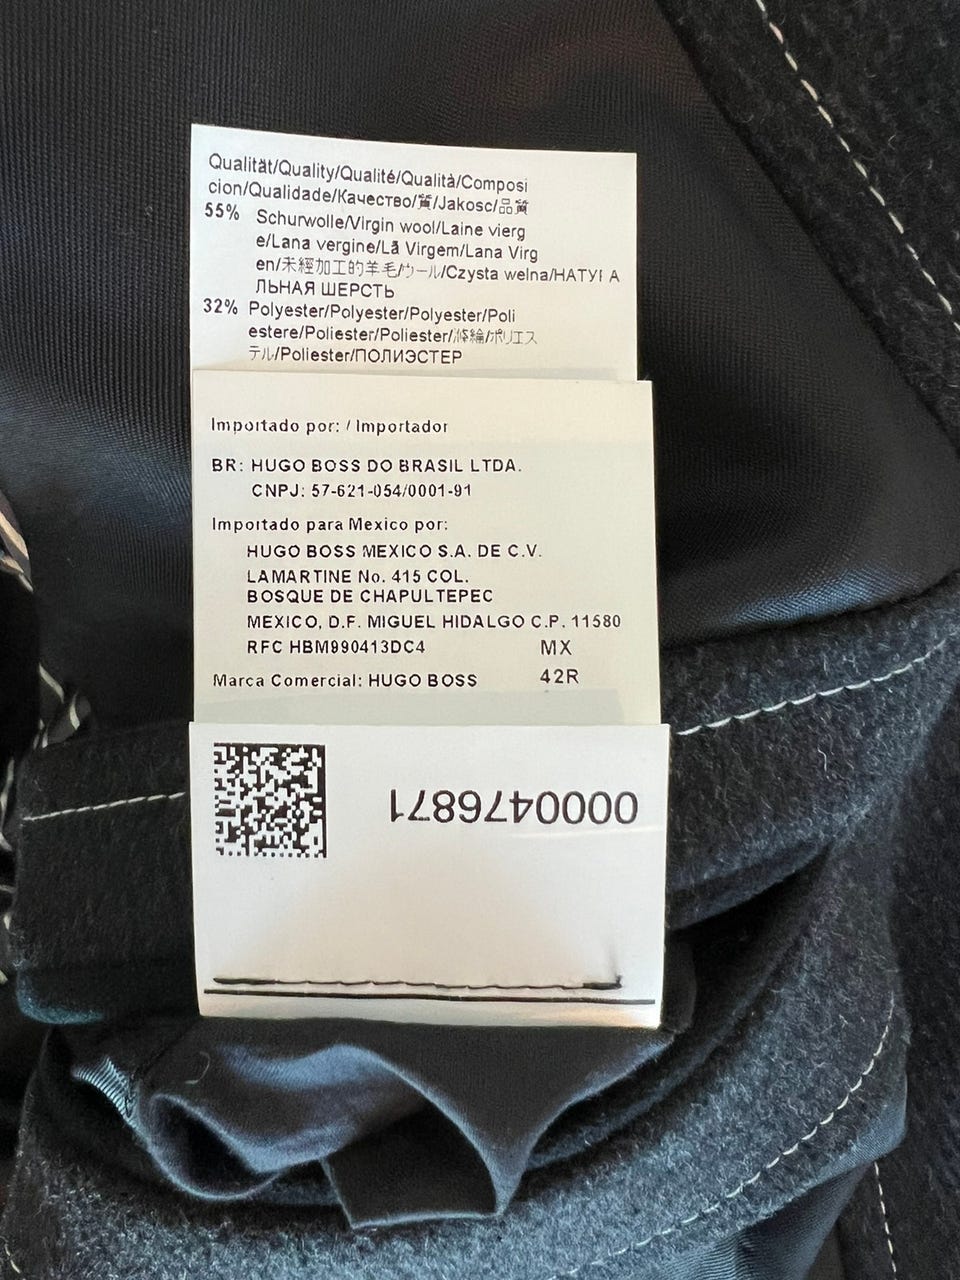 Qualität/Quality/Qualité/Qualità/Composi
cion/Qualidade/Качество/質/Jakosc/品質
55% Schurwolle/Virgin wool/Laine vierg
e/Lana vergine/Lã Virgem/Lana Virg
en/未經加工的羊毛/ウール/Czysta welna/НАТУГА
ЛЬНАЯ ШЕРСТЬ
32% Polyester/Polyester/Polyester/Poli
estere/Poliester/Poliester/滌綸/ポリエス
テル/Poliester/ПОЛИЭСТЕР
Importado por: / Importador
BR: HUGO BOSS DO BRASIL LTDA.
CNPJ: 57-621-054/0001-91
Importado para Mexico por:
HUGO BOSS MEXICO S.A. DE C.V.
LAMARTINE No. 415 COL.
BOSQUE DE CHAPULTEPEC
MEXICO, D.F. MIGUEL HIDALGO C.P. 11580
RFC HBM990413DC4 MX
Marca Comercial: HUGO BOSS 42R
0000476871